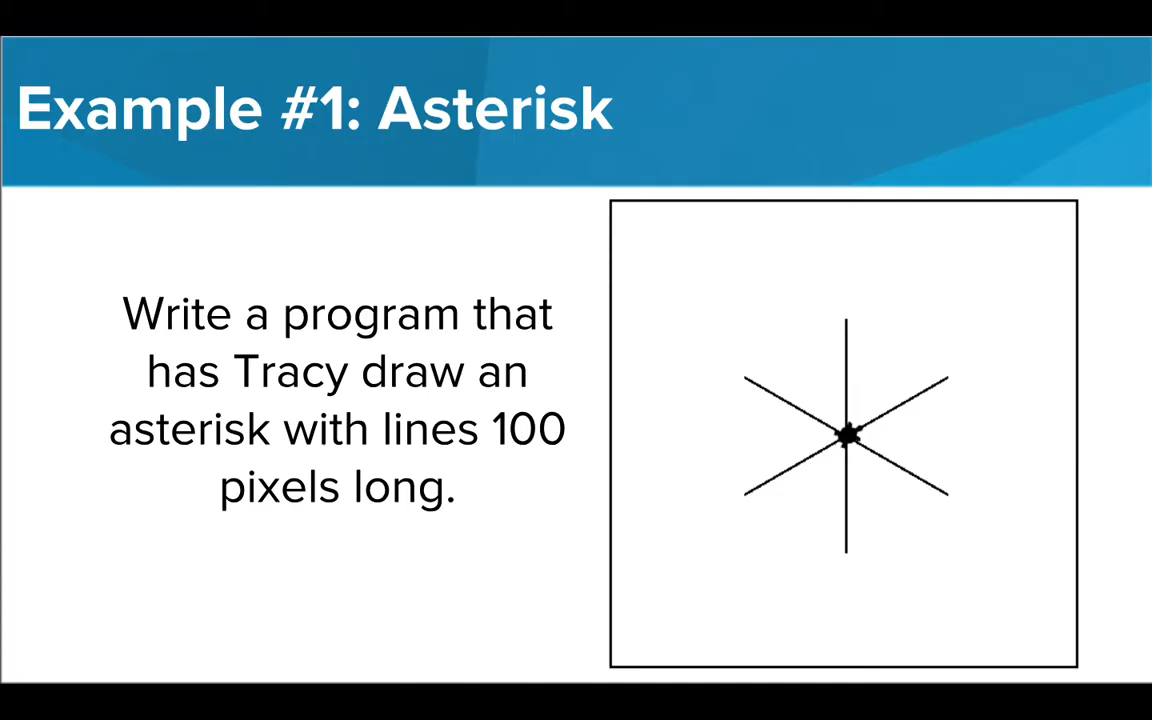 Example #1: Asterisk
Write a program that
has Tracy draw an
asterisk with lines 100
pixels long.